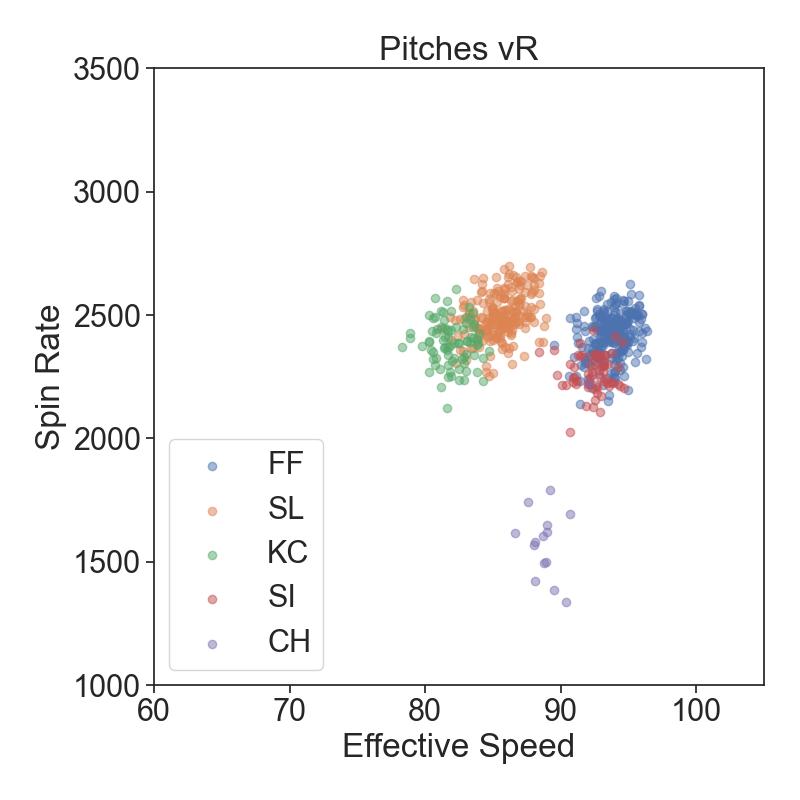 Pitches vR
3500
3000
2500
2000
1500
1000
Spin Rate
FF
SL
KC
SI
CH
60 70 80 90 100
Effective Speed